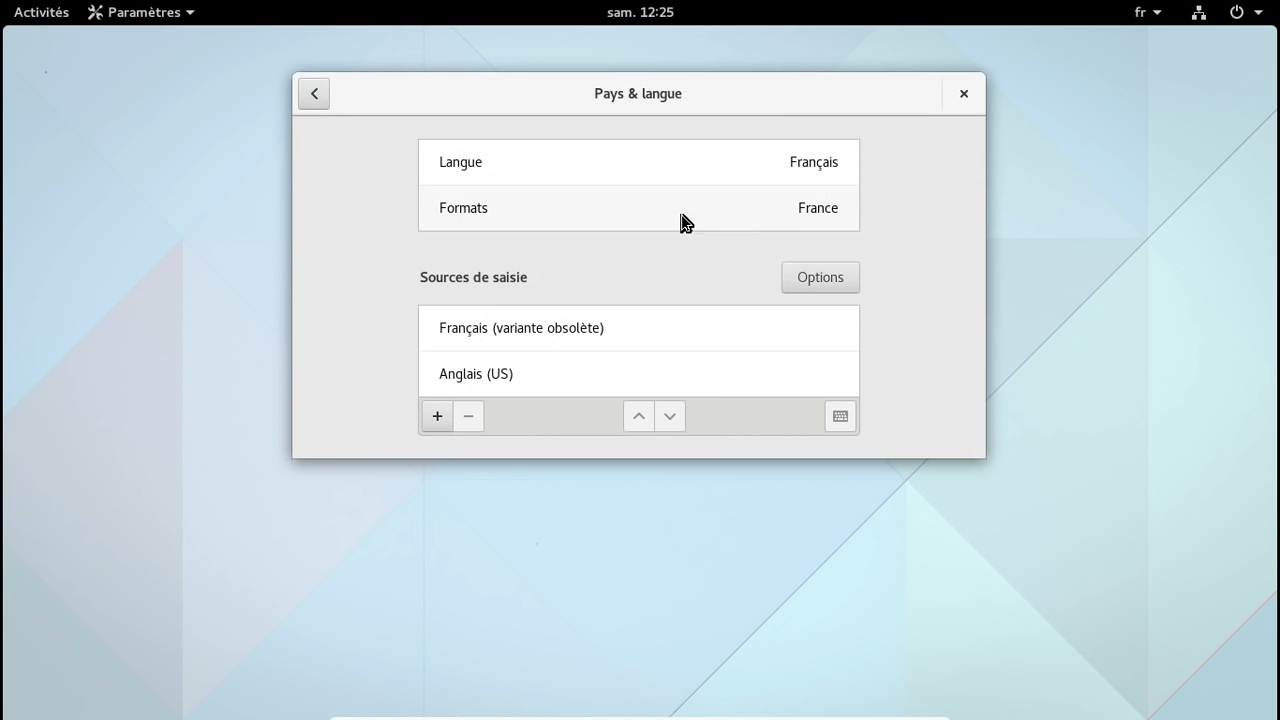 Activités Paramètres sam. 12:25 fr
Pays & langue
Langue Français
Formats France
Sources de saisie Options
Français (variante obsolète)
Anglais (US)